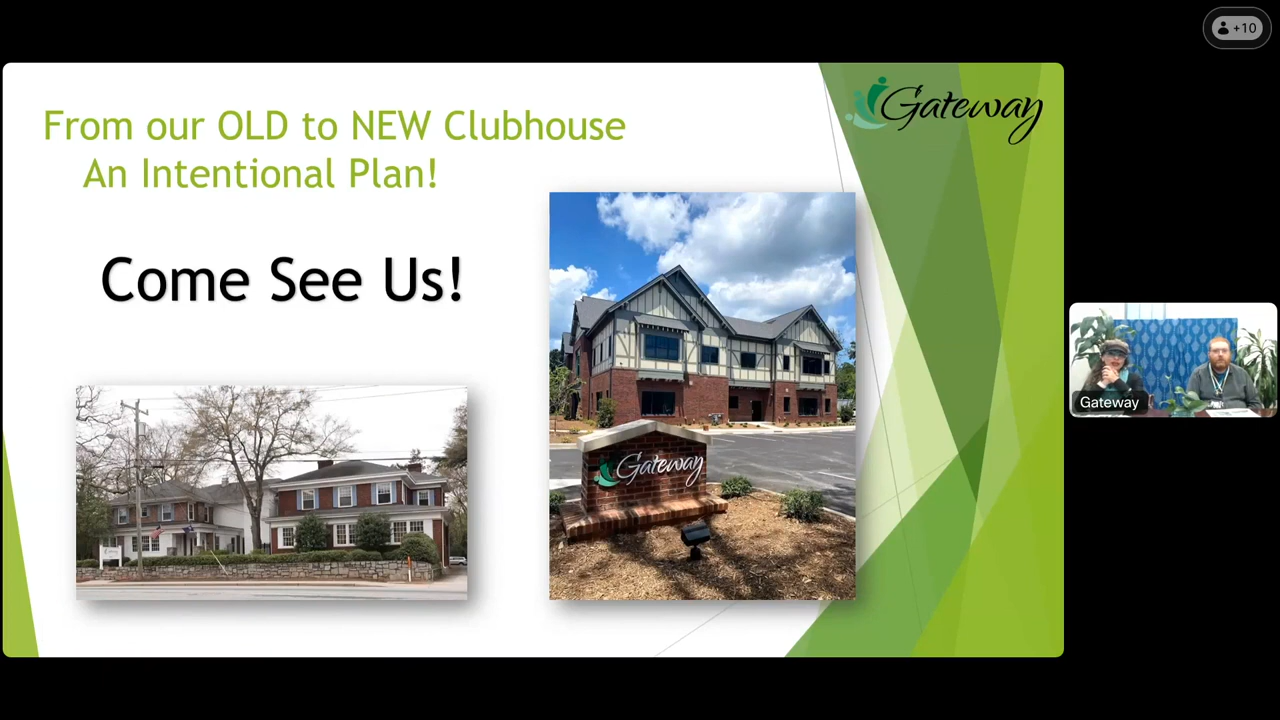 +10
Gateway
From our OLD to NEW Clubhouse
An Intentional Plan!
Come See Us!
Gateway
Gateway